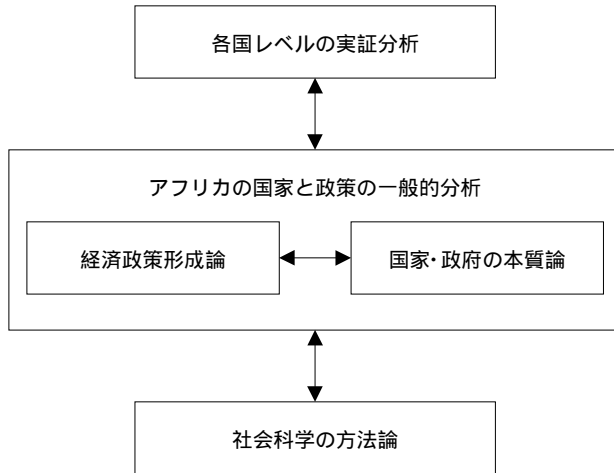 各国レベルの実証分析
アフリカの国家と政策の一般的分析
経済政策形成論
国家・政府の本質論
社会科学の方法論